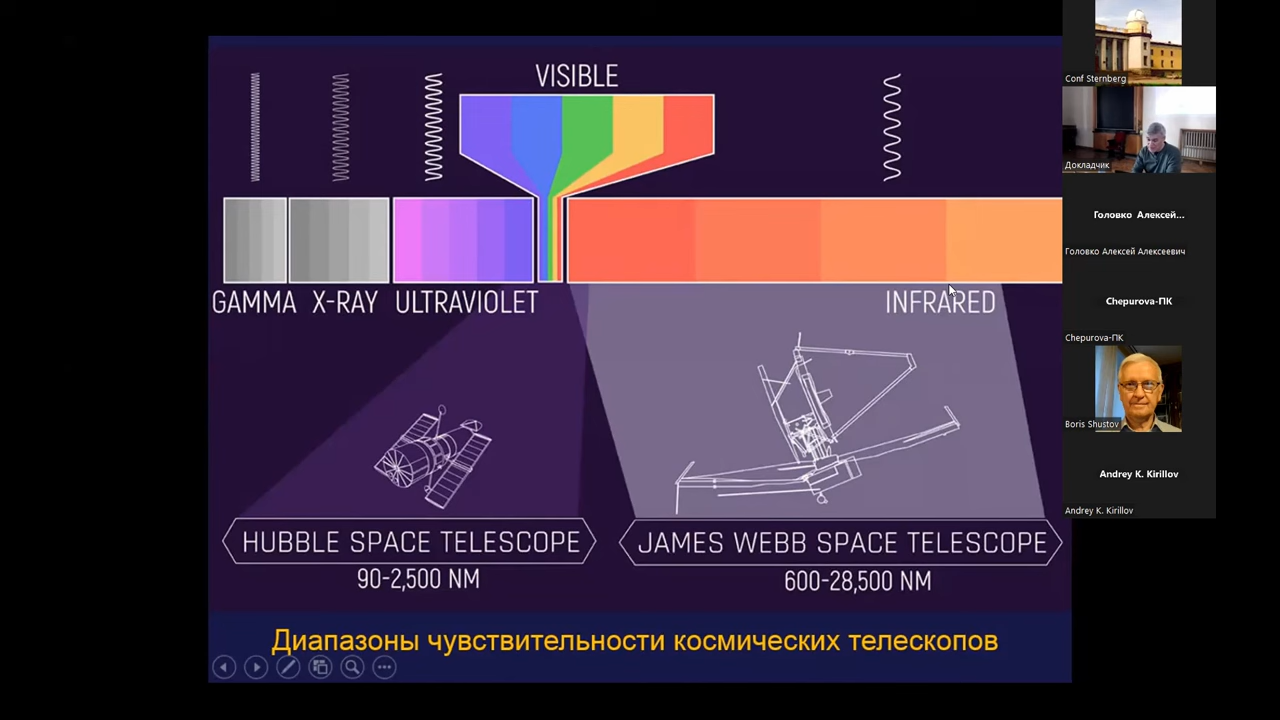 VISIBLE
GAMMA X-RAY ULTRAVIOLET INFRARED
HUBBLE SPACE TELESCOPE
90-2,500 NM
JAMES WEBB SPACE TELESCOPE
600-28,500 NM
Диапазоны чувствительности космических телескопов
Conf Sternberg
Докладчик
Головко Алексей...
Головко Алексей Алексеевич
Chepurova-ПК
Chepurova-ПК
Boris Shustov
Andrey K. Kirillov
Andrey K. Kirillov